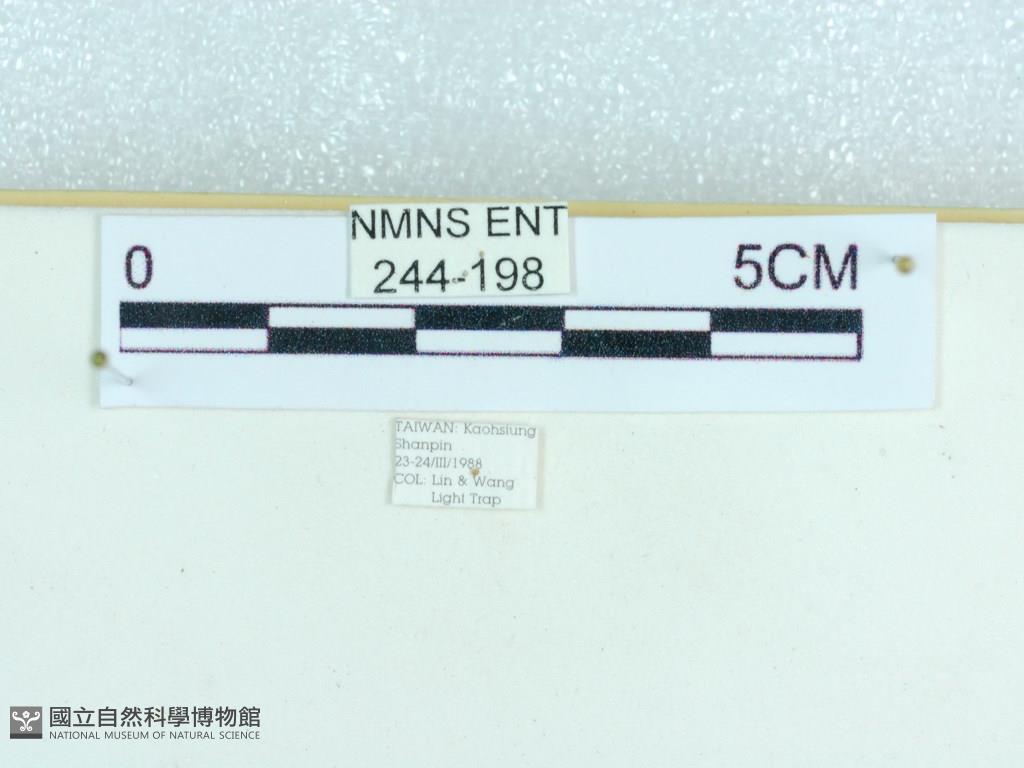 NMNS ENT
244-198
0
5CM
TAIWAN: Kaohsiung
Shanpin
23-24/III/1988
COL: Lin & Wang
Light Trap
國立自然科學博物館
NATIONAL MUSEUM OF NATURAL SCIENCE